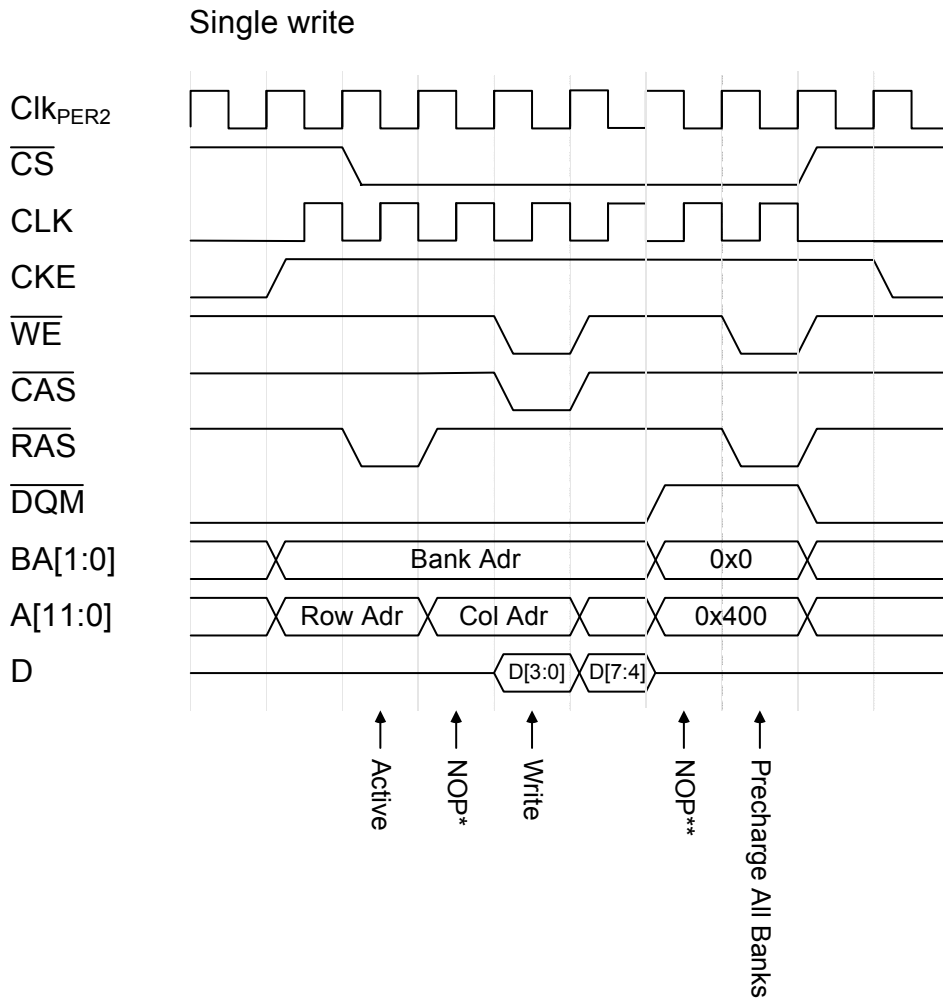 Single write
Clk_PER2
CS
CLK
CKE
WE
CAS
RAS
DQM
BA[1:0] Bank Adr 0x0
A[11:0] Row Adr Col Adr 0x400
D D[3:0] D[7:4]
Active
NOP*
Write
NOP**
Precharge All Banks